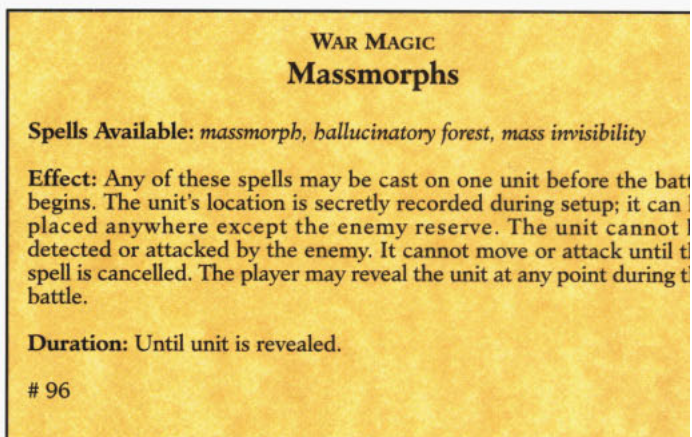 WAR MAGIC
Massmorphs
Spells Available: massmorph, hallucinatory forest, mass invisibility
Effect: Any of these spells may be cast on one unit before the batt
begins. The unit's location is secretly recorded during setup; it can
placed anywhere except the enemy reserve. The unit cannot
detected or attacked by the enemy. It cannot move or attack until th
spell is cancelled. The player may reveal the unit at any point during th
battle.
Duration: Until unit is revealed.
# 96